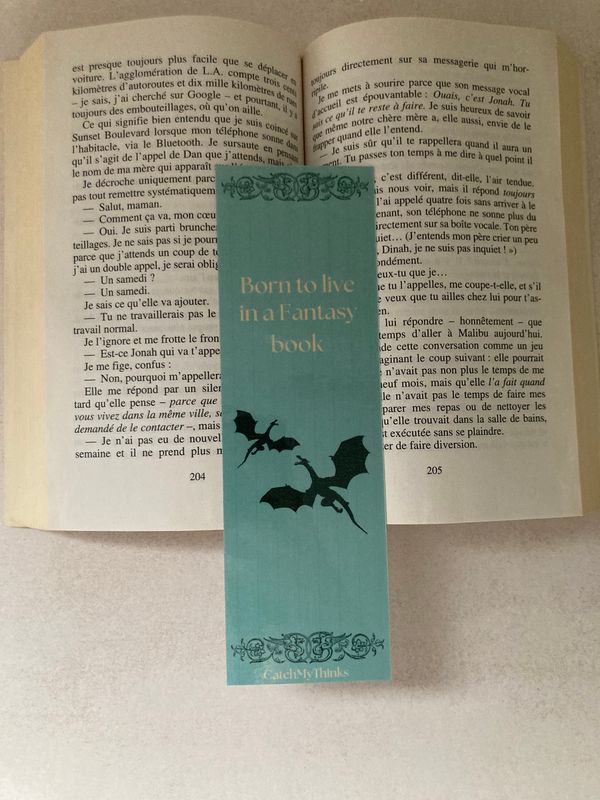 est presque toujours plus facile que se déplacer en
voiture. L'agglomération de L.A. compte trois cents
kilomètres d'autoroutes et dix mille kilomètres de rues
– je sais, j'ai cherché sur Google – et pourtant, il y a
toujours des embouteillages, où qu'on aille.
Ce qui signifie bien entendu que je suis coincé sur
Sunset Boulevard lorsque mon téléphone sonne dans
l'habitacle, via le Bluetooth. Je sursaute en pensant
qu'il s'agit de l'appel de Dan que j'attends, mais
le nom de ma mère qui apparaît
Je décroche uniquement parce
pas tout remettre systématiquement
— Salut, maman.
— Comment ça va, mon cœur
— Oui. Je suis parti bruncher
teillages. Je ne sais pas si je pourr
parce que j'attends un coup de t
j'ai un double appel, je serai oblig
— Un samedi ?
— Un samedi.
Je sais ce qu'elle va ajouter.
— Tu ne travaillerais pas le
travail normal.
Je l'ignore et me frotte le fron
— Est-ce Jonah qui va t'appe
Je me fige, confus :
— Non, pourquoi m'appeller
Elle me répond par un silen
tard qu'elle pense – parce que
vous vivez dans la même ville, s
demandé de le contacter –, mais
— Je n'ai eu de nouvel
semaine et il ne prend plus m
204
toujours directement sur sa messagerie qui m'hor-
ripile.
Je me mets à sourire parce que son message vocal
d'accueil est épouvantable : Ouais, c'est Jonah. Tu
sais ce qu'il te reste à faire. Je suis heureux de savoir
que même notre chère mère a, elle aussi, envie de le
frapper quand elle l'entend.
— Je suis sûr qu'il te rappellera quand il aura un
moment. Tu passes ton temps à me dire à quel point il
c'est différent, dit-elle, l'air tendue.
is nous voir, mais il répond toujours
l'ai appelé quatre fois sans arriver à le
enant, son téléphone ne sonne plus du
directement sur sa boîte vocale. Ton père
quiet… (J'entends mon père crier un peu
, Dinah, je ne suis pas inquiet ! »)
ondément.
eux-tu que je…
e tu l'appelles, me coupe-t-elle, et s'il
e veux que tu ailles chez lui pour t'as-
en.
lui répondre – honnêtement – que
temps d'aller à Malibu aujourd'hui.
de cette conversation comme un jeu
aginant le coup suivant : elle pourrait
n'ai pas non plus le temps de me
neuf mois, mais qu'elle l'a fait quand
avait pas le temps de faire mes
parer mes repas ou de nettoyer les
qu'elle trouvait dans la salle de bains,
est exécutée sans se plaindre.
er de faire diversion.
205
Born to live
in a Fantasy
book
CatchMyTh1nks